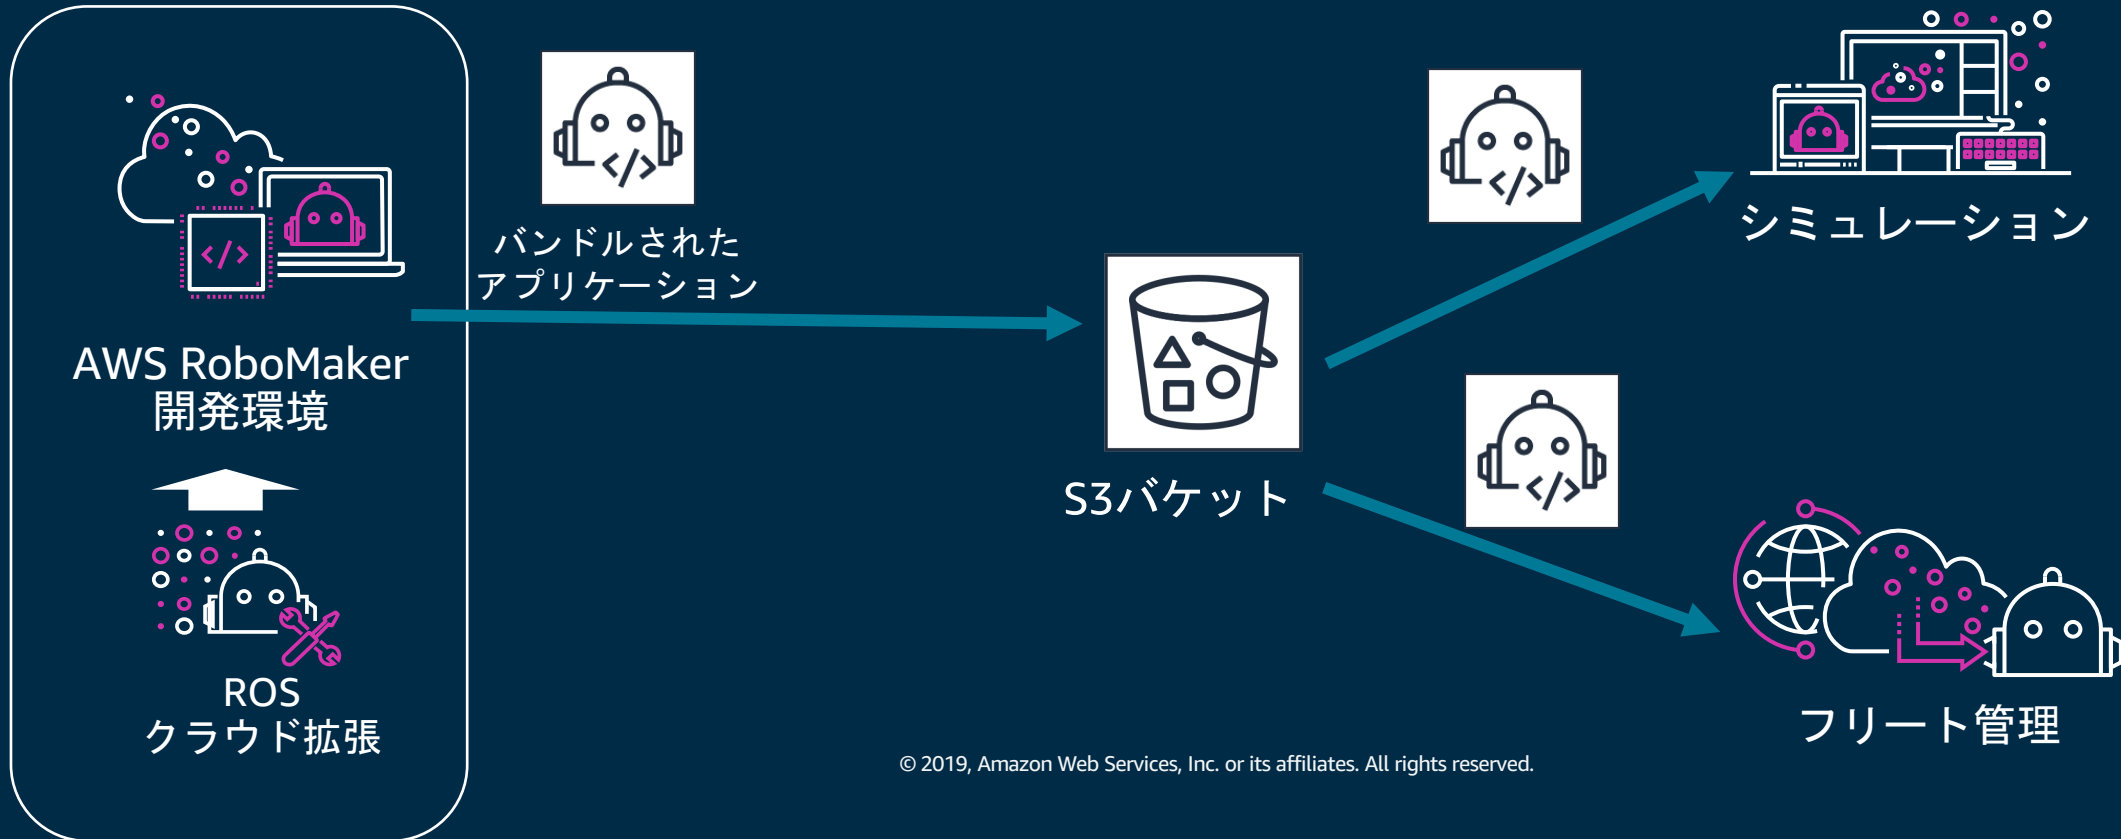 バンドルされた
アプリケーション
AWS RoboMaker
開発環境
ROS
クラウド拡張
S3バケット
シミュレーション
フリート管理
</>
</>
</>
</>
© 2019, Amazon Web Services, Inc. or its affiliates. All rights reserved.